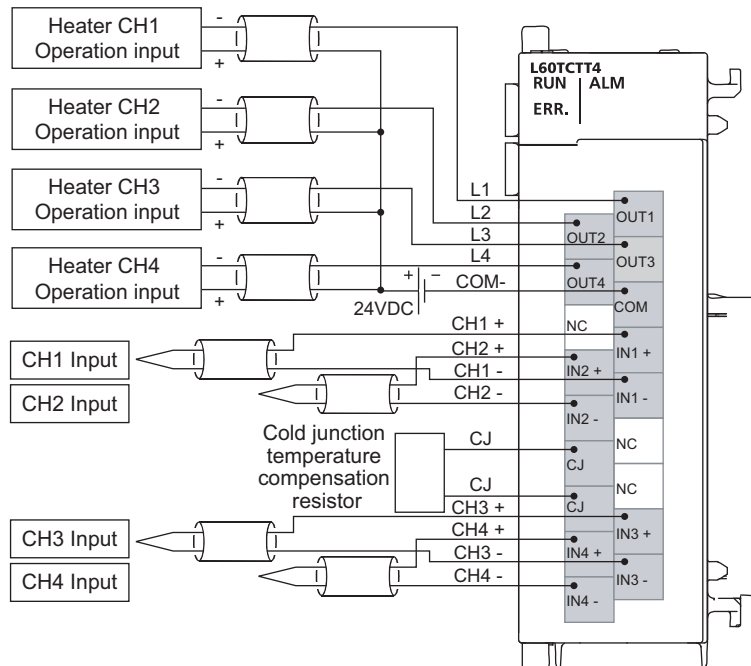 Heater CH1
Operation input
-
+
Heater CH2
Operation input
-
+
Heater CH3
Operation input
-
+
Heater CH4
Operation input
-
+
24VDC
+
−
L60TCTT4
RUN
ALM
ERR.
L1
L2
L3
L4
COM-
CH1 +
CH2 +
CH1 -
CH2 -
CJ
CJ
CH3 +
CH4 +
CH3 -
CH4 -
OUT1
OUT2
OUT3
OUT4
COM
NC
IN1 +
IN2 +
IN1 -
IN2 -
NC
CJ
NC
CJ
IN3 +
IN4 +
IN3 -
IN4 -
CH1 Input
CH2 Input
Cold junction
temperature
compensation
resistor
CH3 Input
CH4 Input